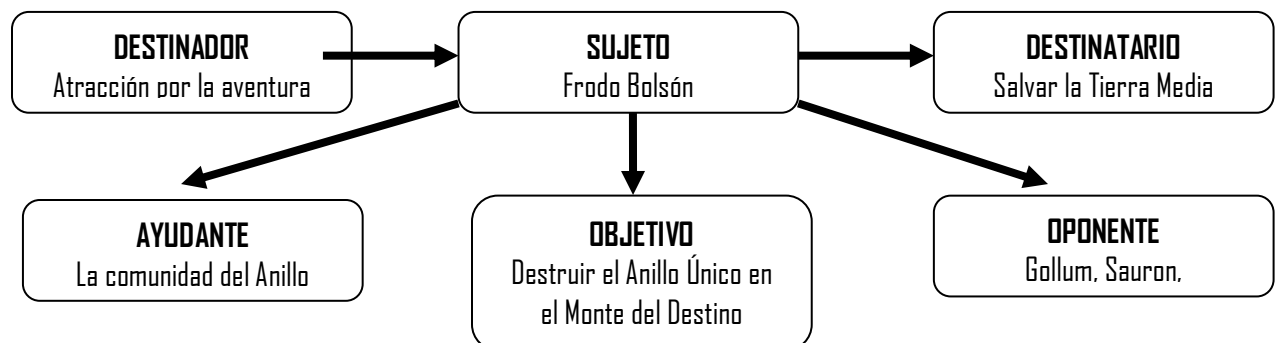 DESTINADOR
Atracción por la aventura
SUJETO
Frodo Bolsón
DESTINATARIO
Salvar la Tierra Media
AYUDANTE
La comunidad del Anillo
OBJETIVO
Destruir el Anillo Único en
el Monte del Destino
OPONENTE
Gollum, Sauron,